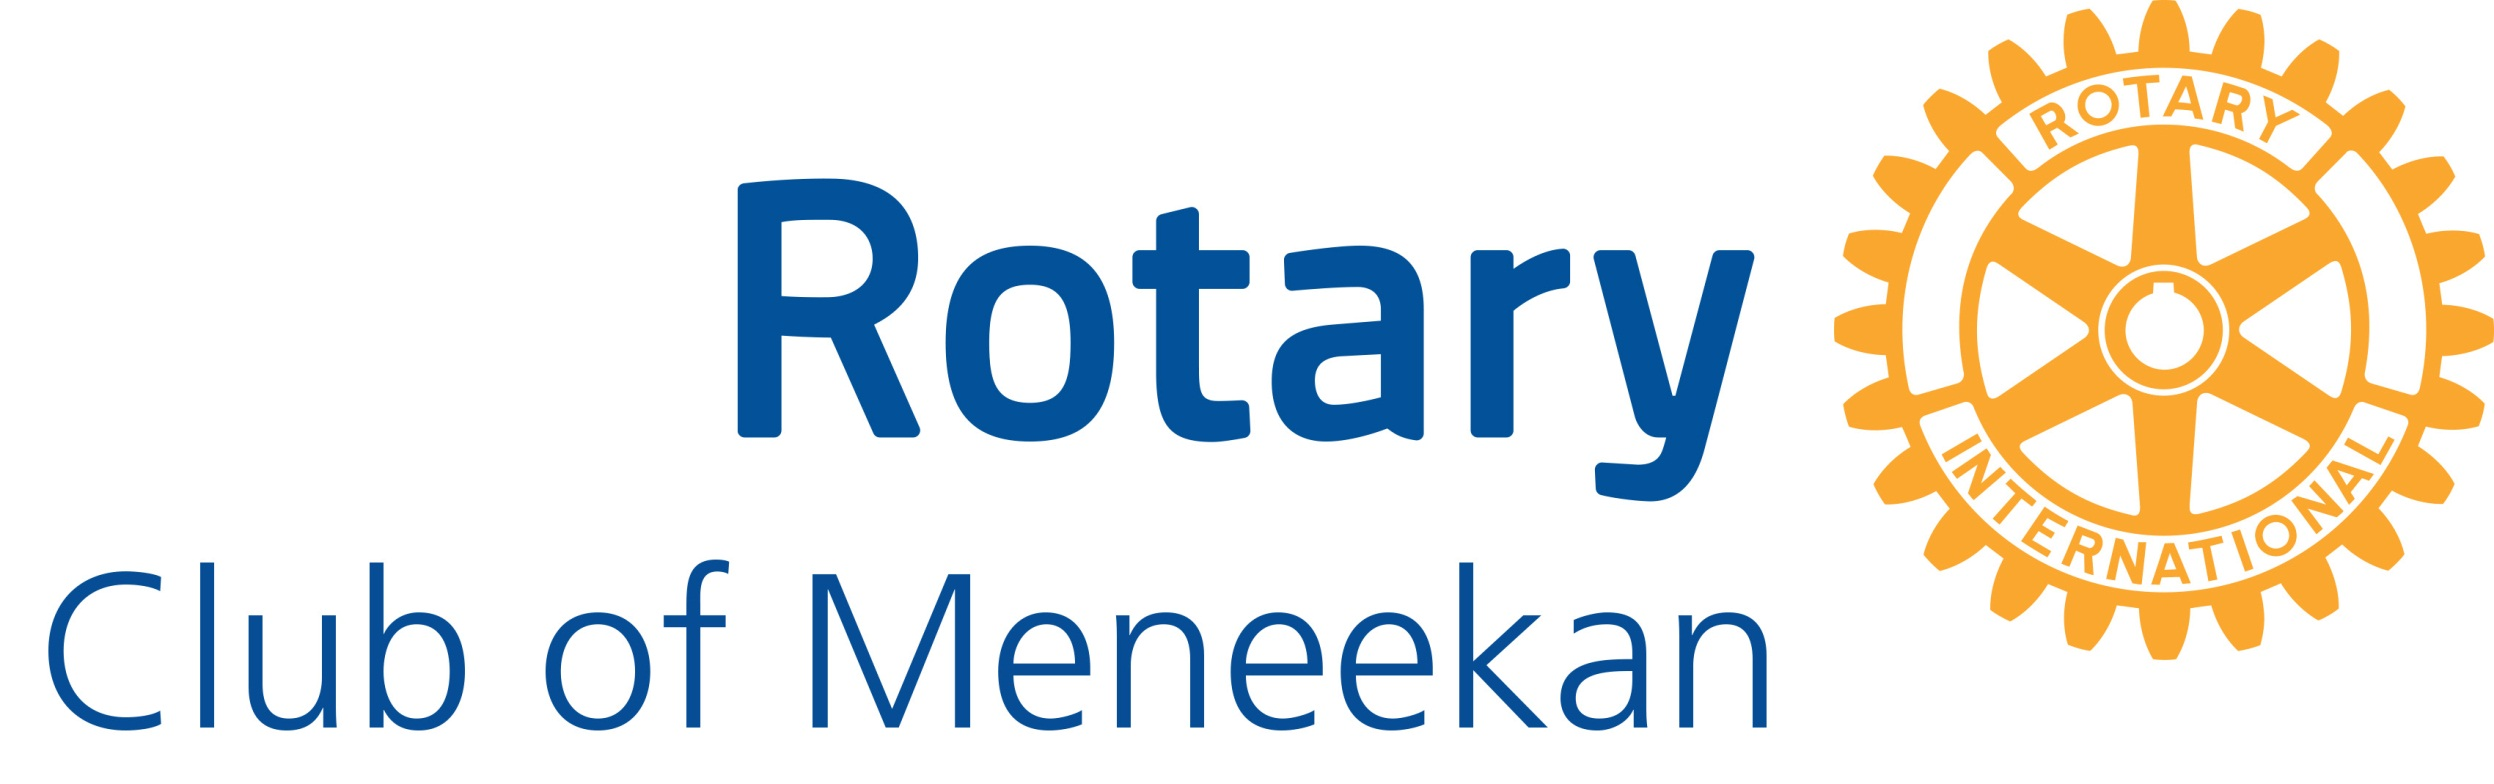 Rotary
Club of Meneekan
ROTARY
INTERNATIONAL